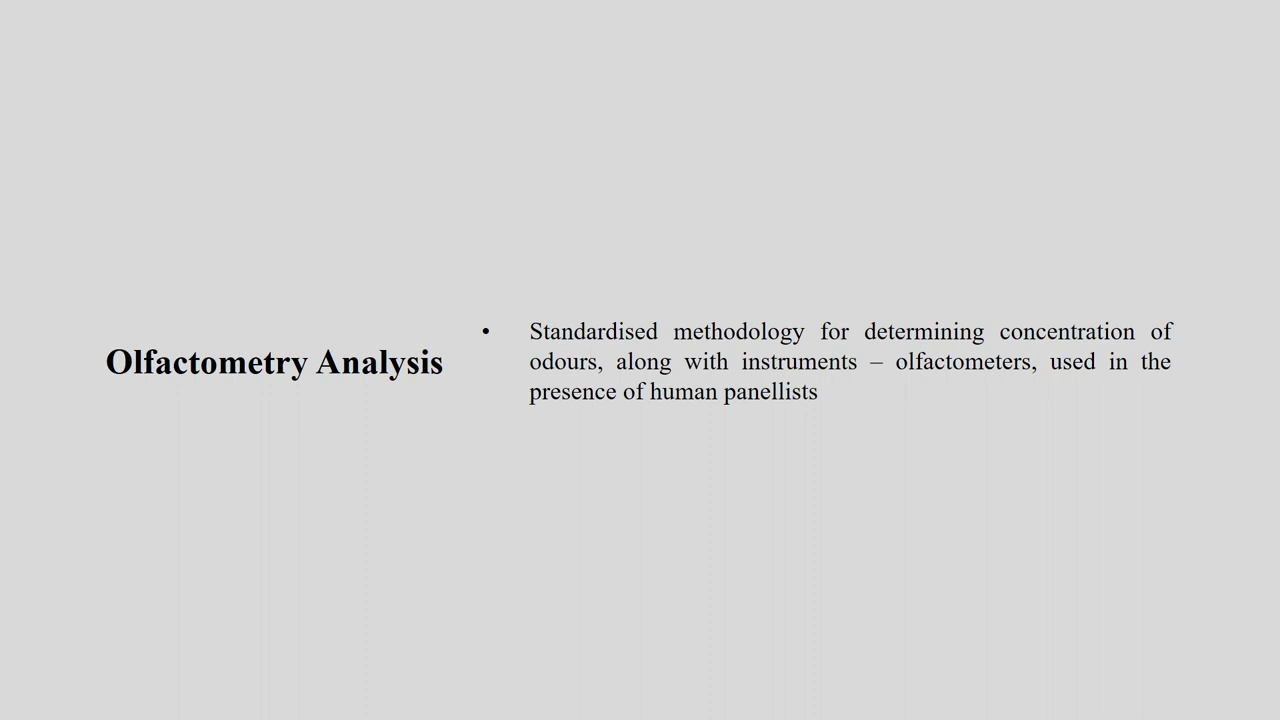 Olfactometry Analysis
• Standardised methodology for determining concentration of
odours, along with instruments – olfactometers, used in the
presence of human panellists